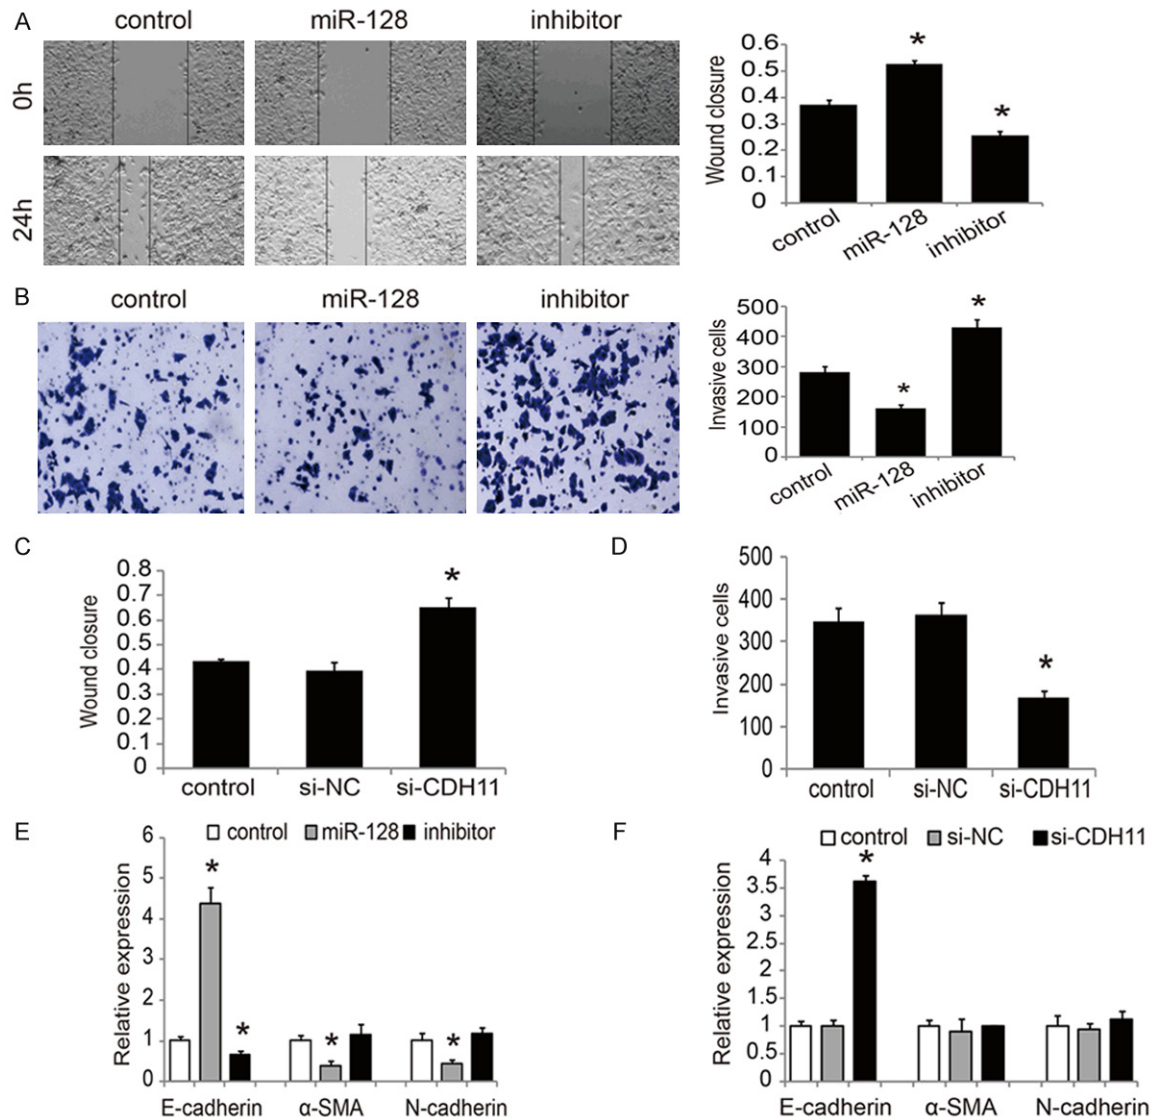 A
control miR-128 inhibitor
0h
24h
Wound closure
0.6
0.5
0.4
0.3
0.2
0.1
0
*
*
control miR-128 inhibitor
B
control miR-128 inhibitor
Invasive cells
500
400
300
200
100
0
*
*
*
control miR-128 inhibitor
C
Wound closure
0.8
0.7
0.6
0.5
0.4
0.3
0.2
0.1
0
*
control si-NC si-CDH11
D
Invasive cells
500
400
300
200
100
0
*
control si-NC si-CDH11
E
control miR-128 inhibitor
Relative expression
6
5
4
3
2
1
0
*
*
*
*
E-cadherin α-SMA N-cadherin
F
control si-NC si-CDH11
Relative expression
4
3.5
3
2.5
2
1.5
1
0.5
0
*
E-cadherin α-SMA N-cadherin